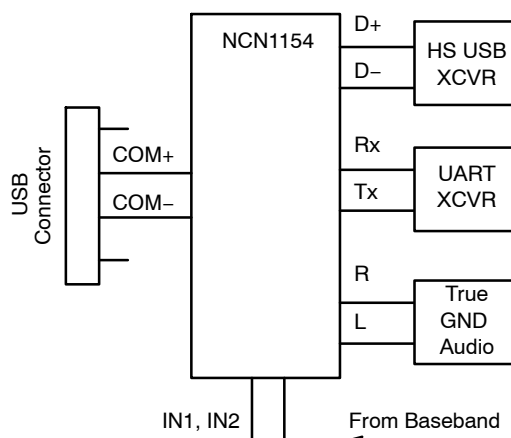 NCN1154
D+
HS USB
XCVR
D−
USB
Connector
COM+
COM−
Rx
UART
XCVR
Tx
R
True
GND
Audio
L
IN1, IN2
From Baseband